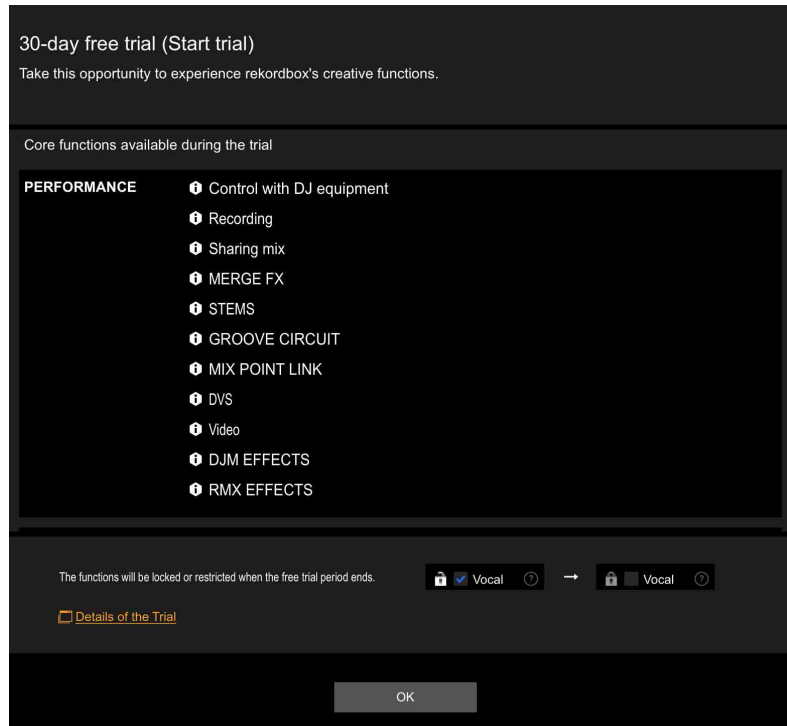 30-day free trial (Start trial)
Take this opportunity to experience rekordbox's creative functions.
Core functions available during the trial
PERFORMANCE
Control with DJ equipment
Recording
Sharing mix
MERGE FX
STEMS
GROOVE CIRCUIT
MIX POINT LINK
DVS
Video
DJM EFFECTS
RMX EFFECTS
The functions will be locked or restricted when the free trial period ends. Vocal ? → Vocal ?
Details of the Trial
OK